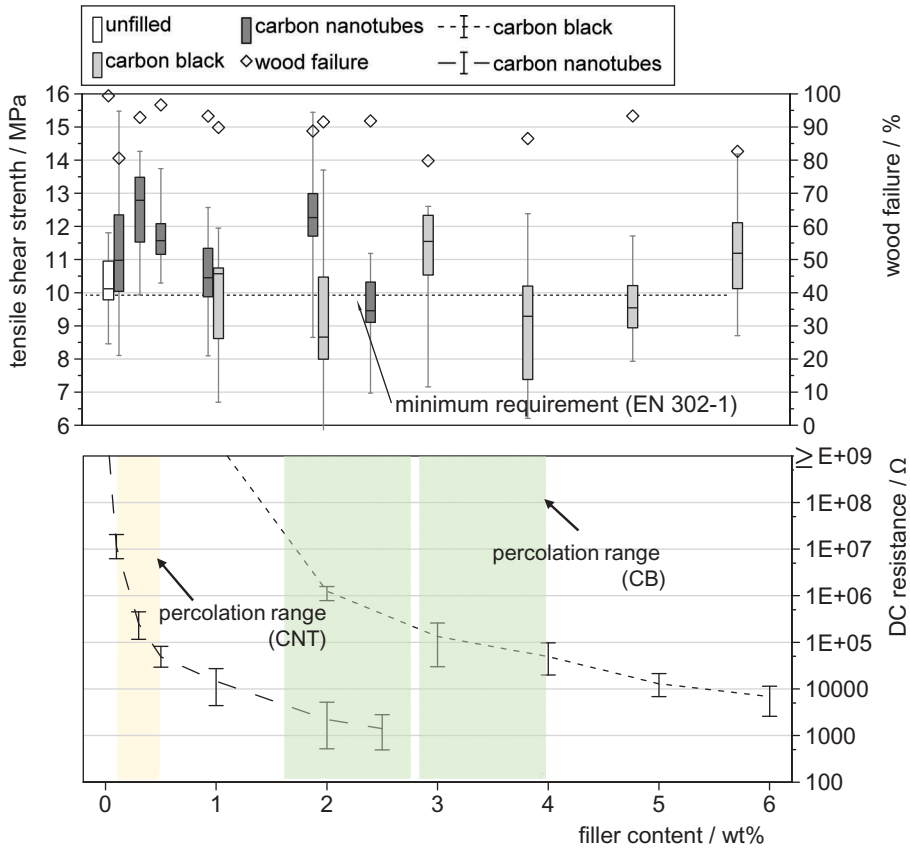 unfilled carbon nanotubes carbon black
carbon black wood failure carbon nanotubes
tensile shear strenth / MPa
16
15
14
13
12
11
10
9
8
7
6
100
90
80
70
60
50
40
30
20
10
0
wood failure / %
minimum requirement (EN 302-1)
≥ E+09
1E+08
1E+07
1E+06
1E+05
10000
1000
100
DC resistance / Ω
percolation range
(CB)
percolation range
(CNT)
0 1 2 3 4 5 6
filler content / wt%